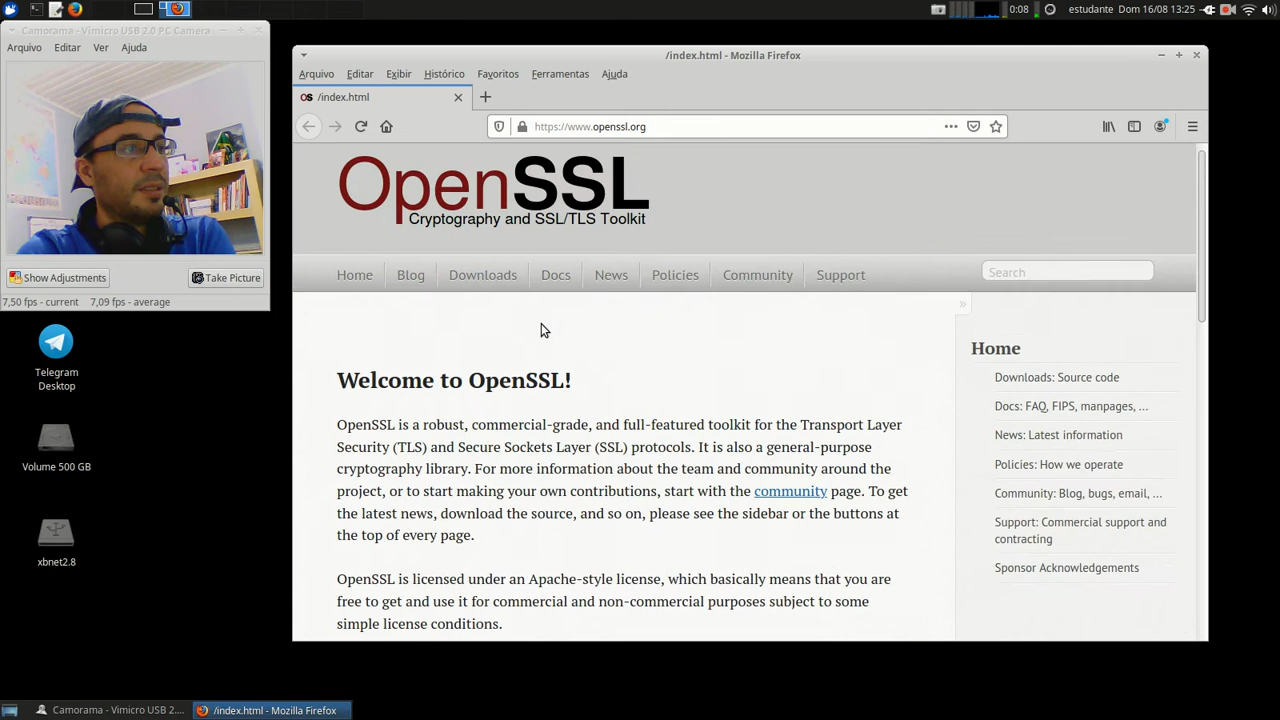 0:08 estudante Dom 16/08 13:25
Camorama - Vimicro USB 2.0 PC Camera
Arquivo Editar Ver Ajuda
Show Adjustments Take Picture
7,50 fps - current 7,09 fps - average
Telegram
Desktop
Volume 500 GB
xbnet2.8
/index.html - Mozilla Firefox
Arquivo Editar Exibir Histórico Favoritos Ferramentas Ajuda
OS /index.html
https://www.openssl.org
OpenSSL
Cryptography and SSL/TLS Toolkit
Home Blog Downloads Docs News Policies Community Support Search
»
Welcome to OpenSSL!
OpenSSL is a robust, commercial-grade, and full-featured toolkit for the Transport Layer
Security (TLS) and Secure Sockets Layer (SSL) protocols. It is also a general-purpose
cryptography library. For more information about the team and community around the
project, or to start making your own contributions, start with the community page. To get
the latest news, download the source, and so on, please see the sidebar or the buttons at
the top of every page.
OpenSSL is licensed under an Apache-style license, which basically means that you are
free to get and use it for commercial and non-commercial purposes subject to some
simple license conditions.
Home
Downloads: Source code
Docs: FAQ, FIPS, manpages, ...
News: Latest information
Policies: How we operate
Community: Blog, bugs, email, ...
Support: Commercial support and
contracting
Sponsor Acknowledgements
Camorama - Vimicro USB 2.... /index.html - Mozilla Firefox